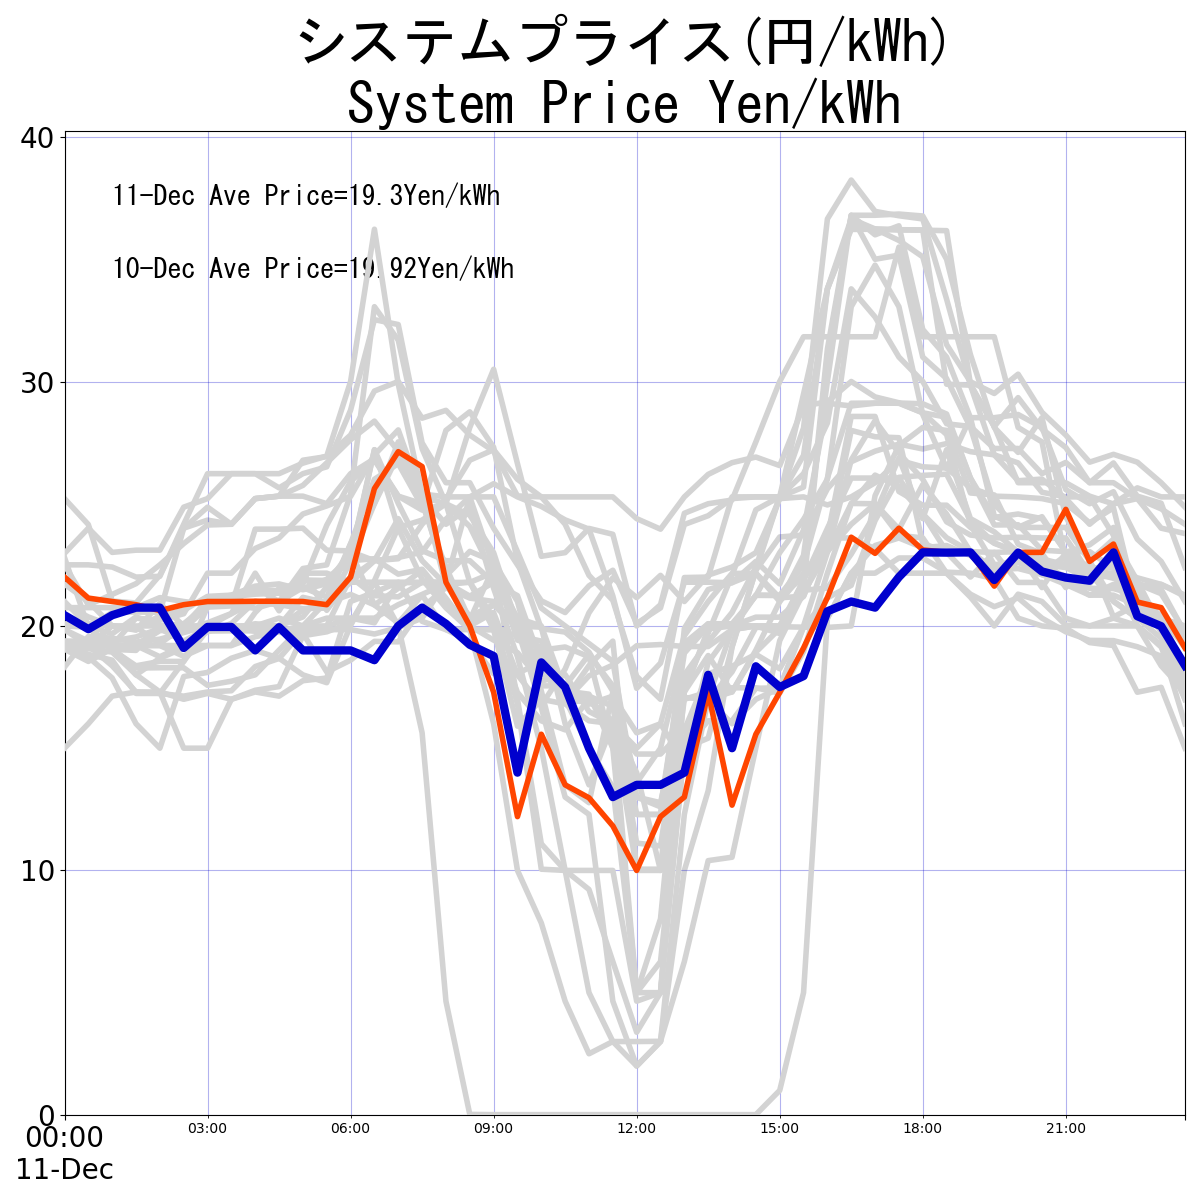 システムプライス(円/kWh)
System Price Yen/kWh
40
11-Dec Ave Price=19.3Yen/kWh
10-Dec Ave Price=19.92Yen/kWh
30
20
10
0
00:00 03:00 06:00 09:00 12:00 15:00 18:00 21:00
11-Dec